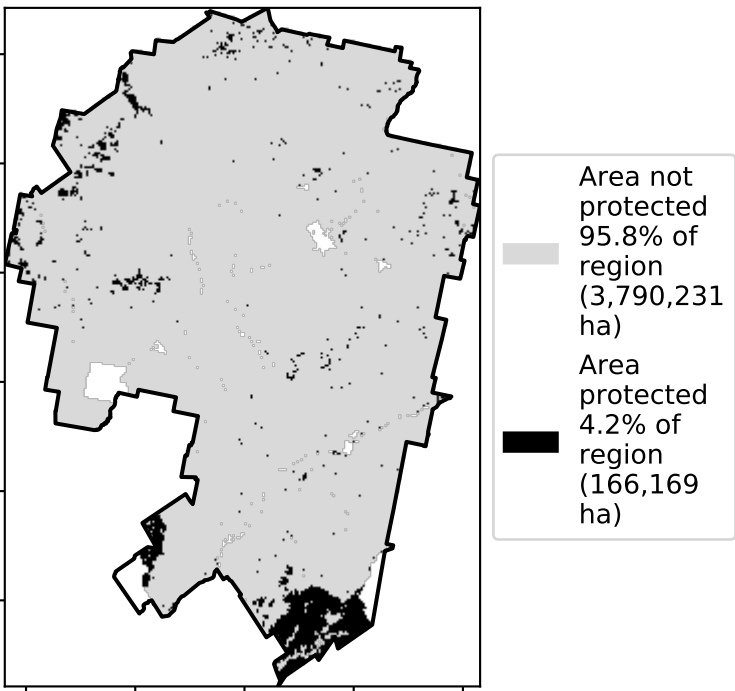 Area not
protected
95.8% of
region
(3,790,231
ha)
Area
protected
4.2% of
region
(166,169
ha)